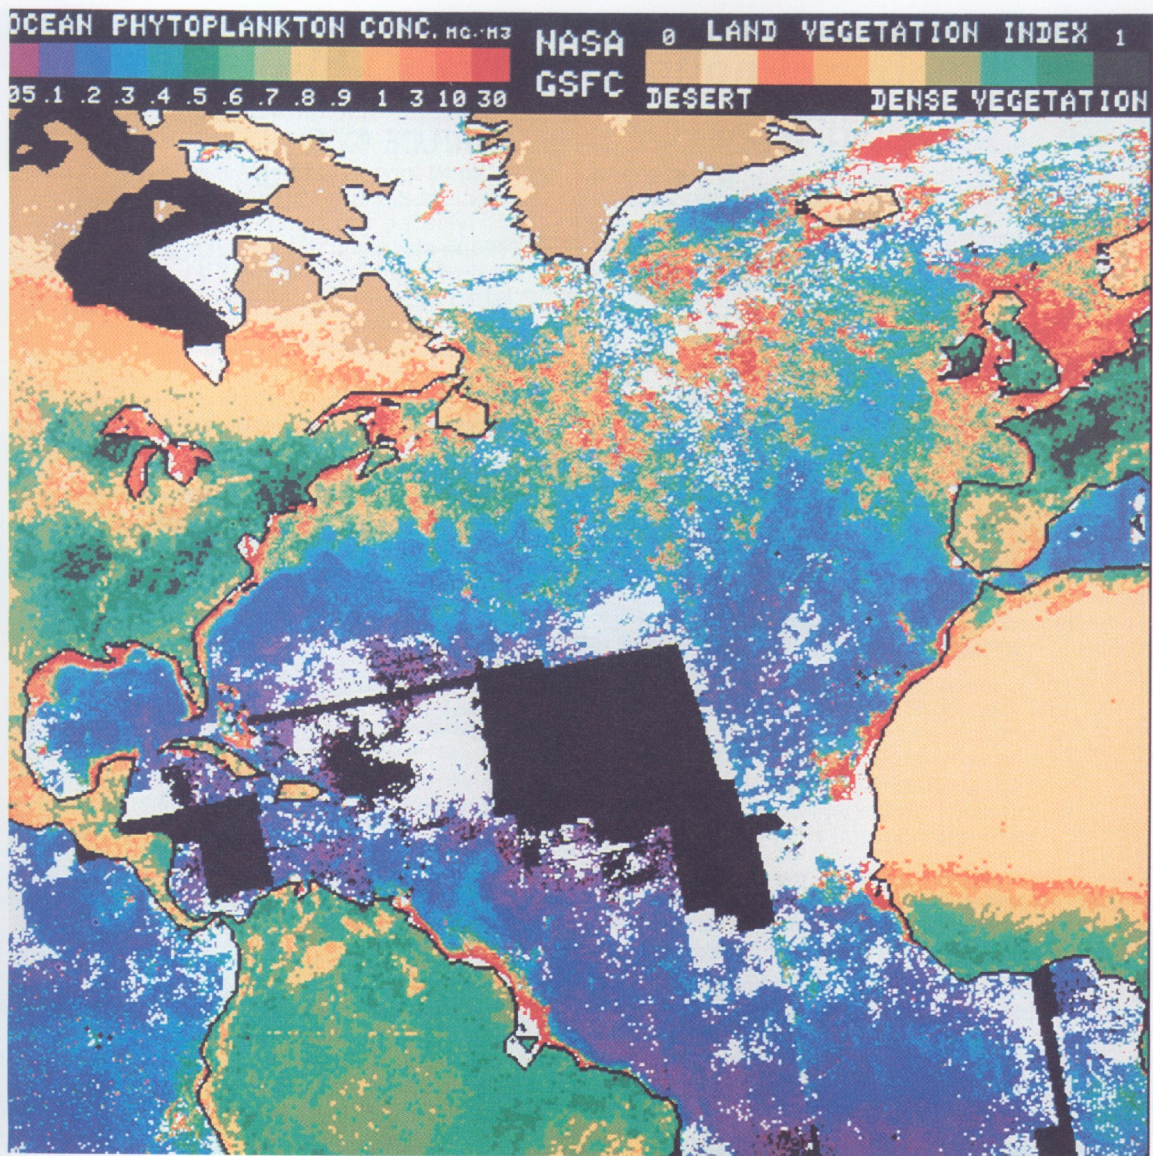 OCEAN PHYTOPLANKTON CONC. MG./M3
05 .1 .2 .3 .4 .5 .6 .7 .8 .9 1 3 10 30
NASA
GSFC
0 LAND VEGETATION INDEX 1
DESERT DENSE VEGETATION